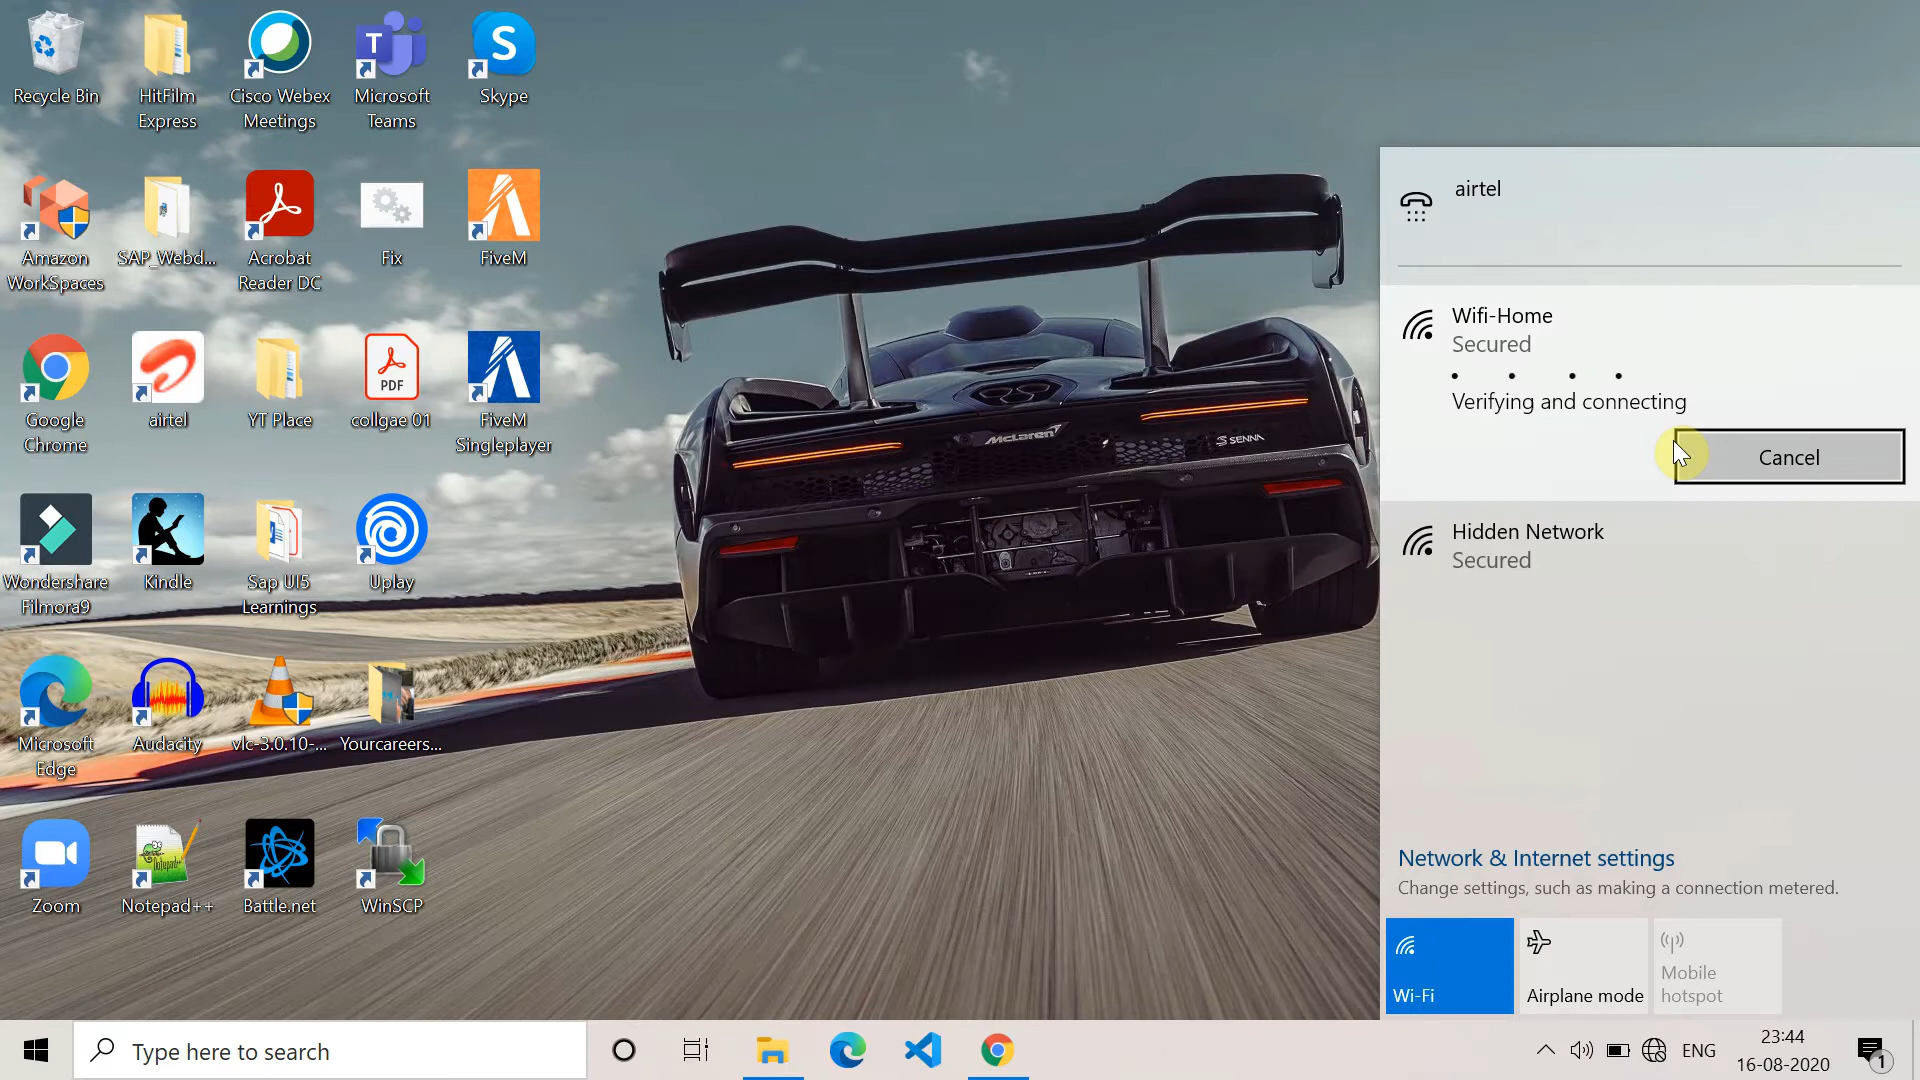 Recycle Bin
HitFilm
Express
Cisco Webex
Meetings
T
Microsoft
Teams
S
Skype
Amazon
WorkSpaces
SAP_Webd...
Acrobat
Reader DC
Fix
FiveM
Google
Chrome
airtel
YT Place
PDF
collgae 01
FiveM
Singleplayer
Wondershare
Filmora9
Kindle
Sap UI5
Learnings
Uplay
Microsoft
Edge
Audacity
vlc-3.0.10-...
Yourcareers...
Zoom
Notepad++
Notepad++
Battle.net
WinSCP
McLaren
SENNA
airtel
Wifi-Home
Secured
Verifying and connecting
Cancel
Hidden Network
Secured
Network & Internet settings
Change settings, such as making a connection metered.
Wi-Fi
Airplane mode
Mobile
hotspot
Type here to search
ENG
23:44
16-08-2020
1